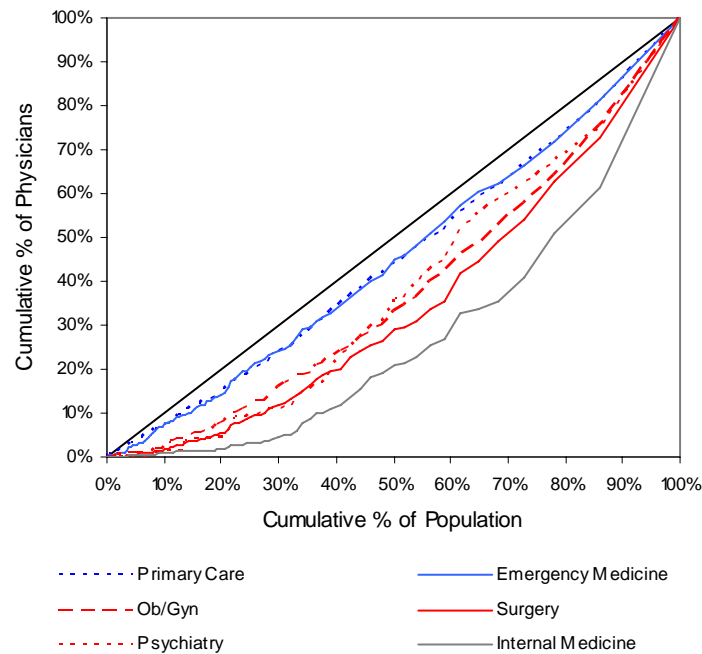 100%
90%
80%
70%
60%
50%
40%
30%
20%
10%
0%
Cumulative % of Physicians
0% 10% 20% 30% 40% 50% 60% 70% 80% 90% 100%
Cumulative % of Population
Primary Care
Emergency Medicine
Ob/Gyn
Surgery
Psychiatry
Internal Medicine